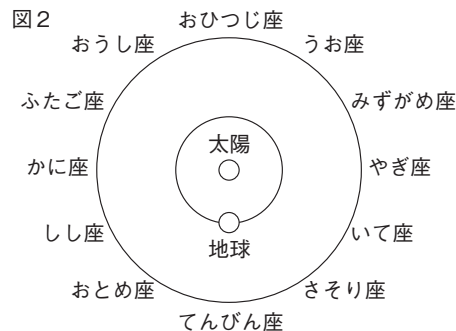 図2
おひつじ座
おうし座
うお座
ふたご座
みずがめ座
太陽
かに座
やぎ座
しし座
いて座
地球
おとめ座
さそり座
てんびん座